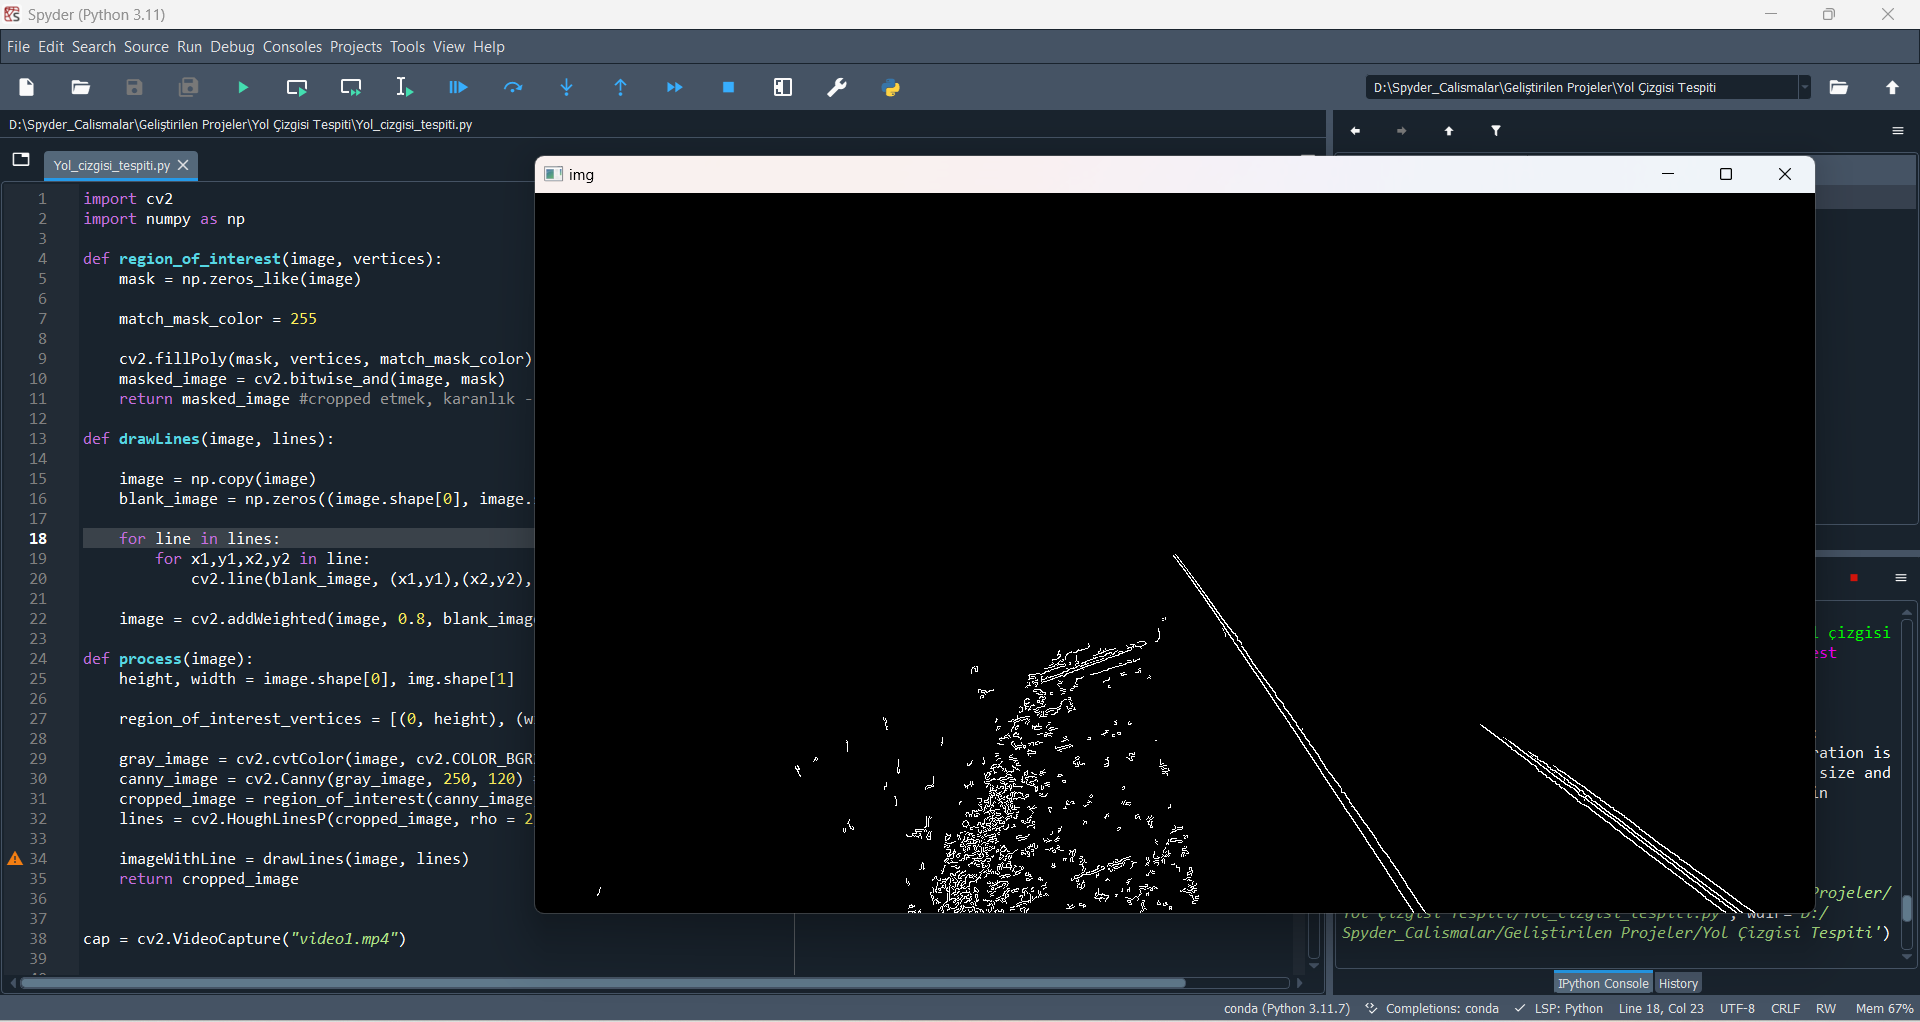 Spyder (Python 3.11)
File Edit Search Source Run Debug Consoles Projects Tools View Help
D:\Spyder_Calismalar\Geliştirilen Projeler\Yol Çizgisi Tespiti
D:\Spyder_Calismalar\Geliştirilen Projeler\Yol Çizgisi Tespiti\Yol_cizgisi_tespiti.py
Yol_cizgisi_tespiti.py
img
1 import cv2
2 import numpy as np
3
4 def region_of_interest(image, vertices):
5 mask = np.zeros_like(image)
6
7 match_mask_color = 255
8
9 cv2.fillPoly(mask, vertices, match_mask_color)
10 masked_image = cv2.bitwise_and(image, mask)
11 return masked_image #cropped etmek, karanlık -
12
13 def drawLines(image, lines):
14
15 image = np.copy(image)
16 blank_image = np.zeros((image.shape[0], image.
17
18 for line in lines:
19 for x1,y1,x2,y2 in line:
20 cv2.line(blank_image, (x1,y1),(x2,y2),
21
22 image = cv2.addWeighted(image, 0.8, blank_imag
23
24 def process(image):
25 height, width = image.shape[0], img.shape[1]
26
27 region_of_interest_vertices = [(0, height), (w
28
29 gray_image = cv2.cvtColor(image, cv2.COLOR_BGR
30 canny_image = cv2.Canny(gray_image, 250, 120)
31 cropped_image = region_of_interest(canny_image
32 lines = cv2.HoughLinesP(cropped_image, rho = 2
33
34 imageWithLine = drawLines(image, lines)
35 return cropped_image
36
37
38 cap = cv2.VideoCapture("video1.mp4")
39
çizgisi
est
ration is
size and
in
Projeler/
Yol Çizgisi Tespiti/Yol_cizgisi_tespiti.py', wdir='D:/
Spyder_Calismalar/Geliştirilen Projeler/Yol Çizgisi Tespiti')
IPython Console History
conda (Python 3.11.7) Completions: conda LSP: Python Line 18, Col 23 UTF-8 CRLF RW Mem 67%